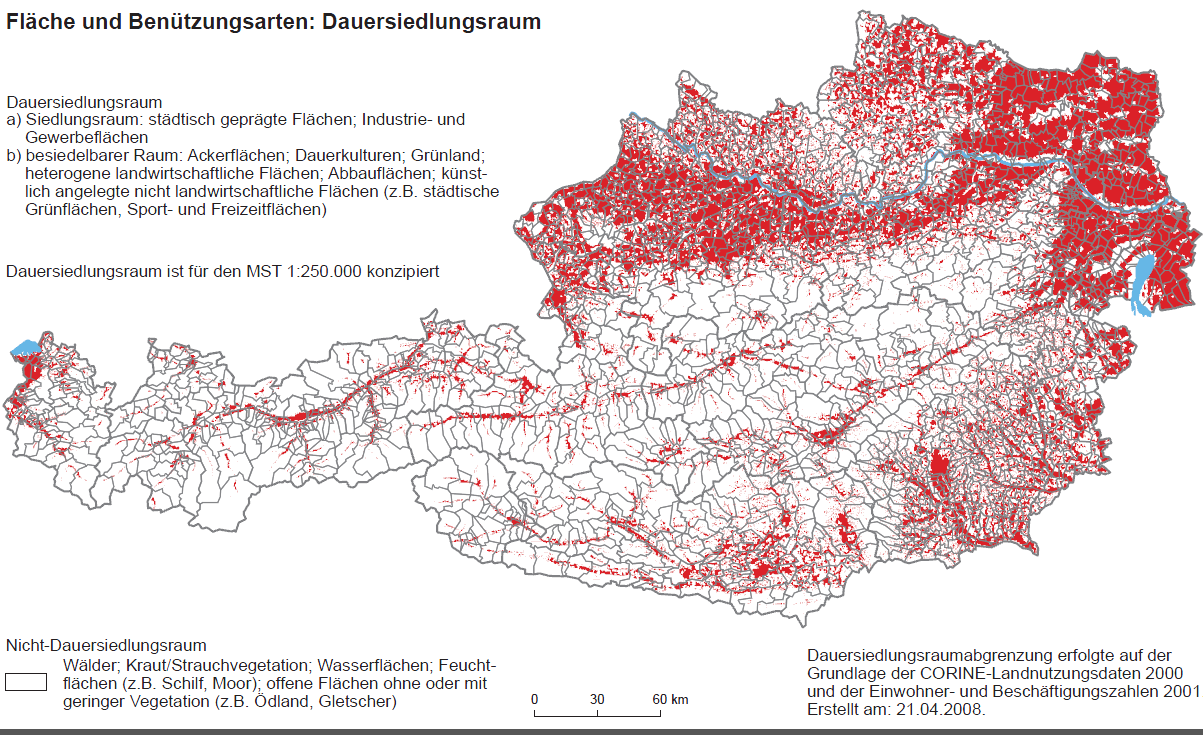 Fläche und Benützungsarten: Dauersiedlungsraum
Dauersiedlungsraum
a) Siedlungsraum: städtisch geprägte Flächen; Industrie- und
Gewerbeflächen
b) besiedelbarer Raum: Ackerflächen; Dauerkulturen; Grünland;
heterogene landwirtschaftliche Flächen; Abbauflächen; künst-
lich angelegte nicht landwirtschaftliche Flächen (z.B. städtische
Grünflächen, Sport- und Freizeitflächen)
Dauersiedlungsraum ist für den MST 1:250.000 konzipiert
Nicht-Dauersiedlungsraum
Wälder; Kraut/Strauchvegetation; Wasserflächen; Feucht-
flächen (z.B. Schilf, Moor); offene Flächen ohne oder mit
geringer Vegetation (z.B. Ödland, Gletscher)
0 30 60 km
Dauersiedlungsraumabgrenzung erfolgte auf der
Grundlage der CORINE-Landnutzungsdaten 2000
und der Einwohner- und Beschäftigungszahlen 2001
Erstellt am: 21.04.2008.